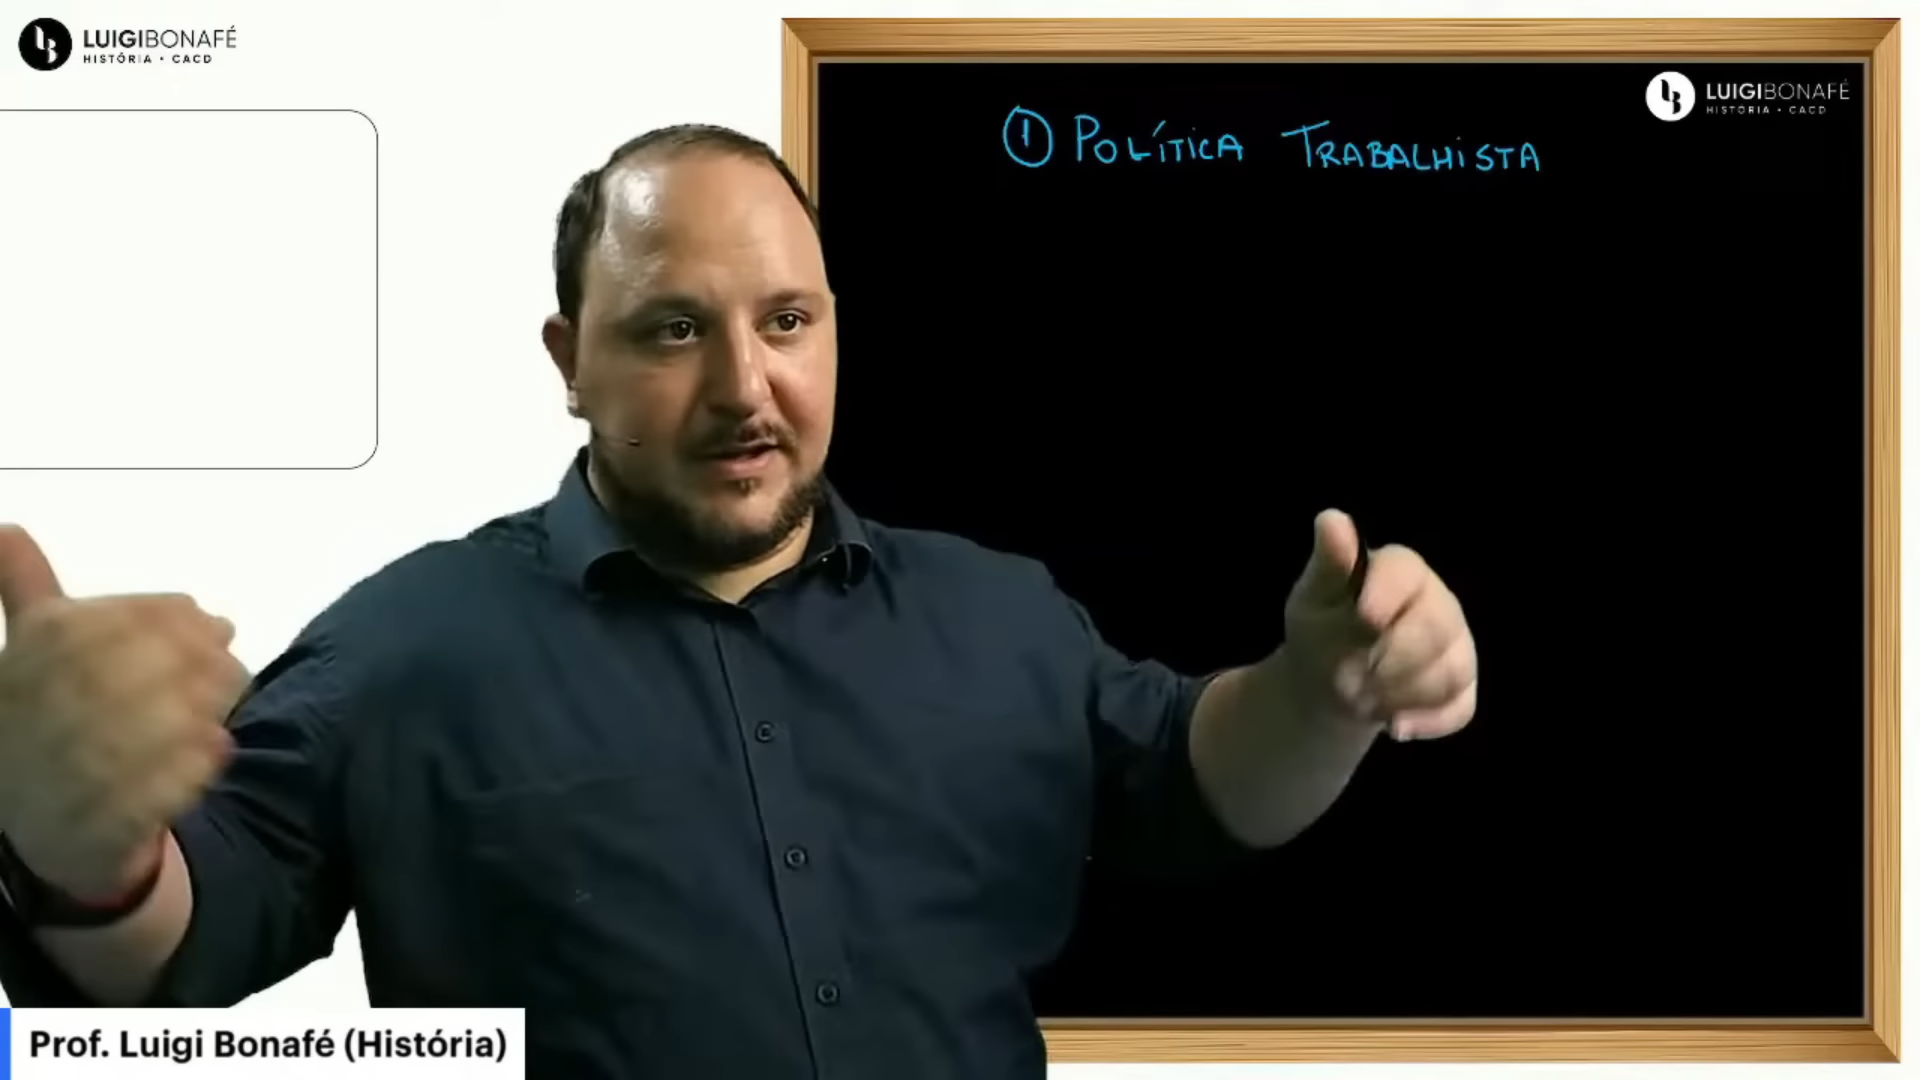 LUIGIBONAFÉ
HISTÓRIA • CACD
LUIGIBONAFÉ
HISTÓRIA • CACD
① POLÍTICA TRABALHISTA
Prof. Luigi Bonafé (História)